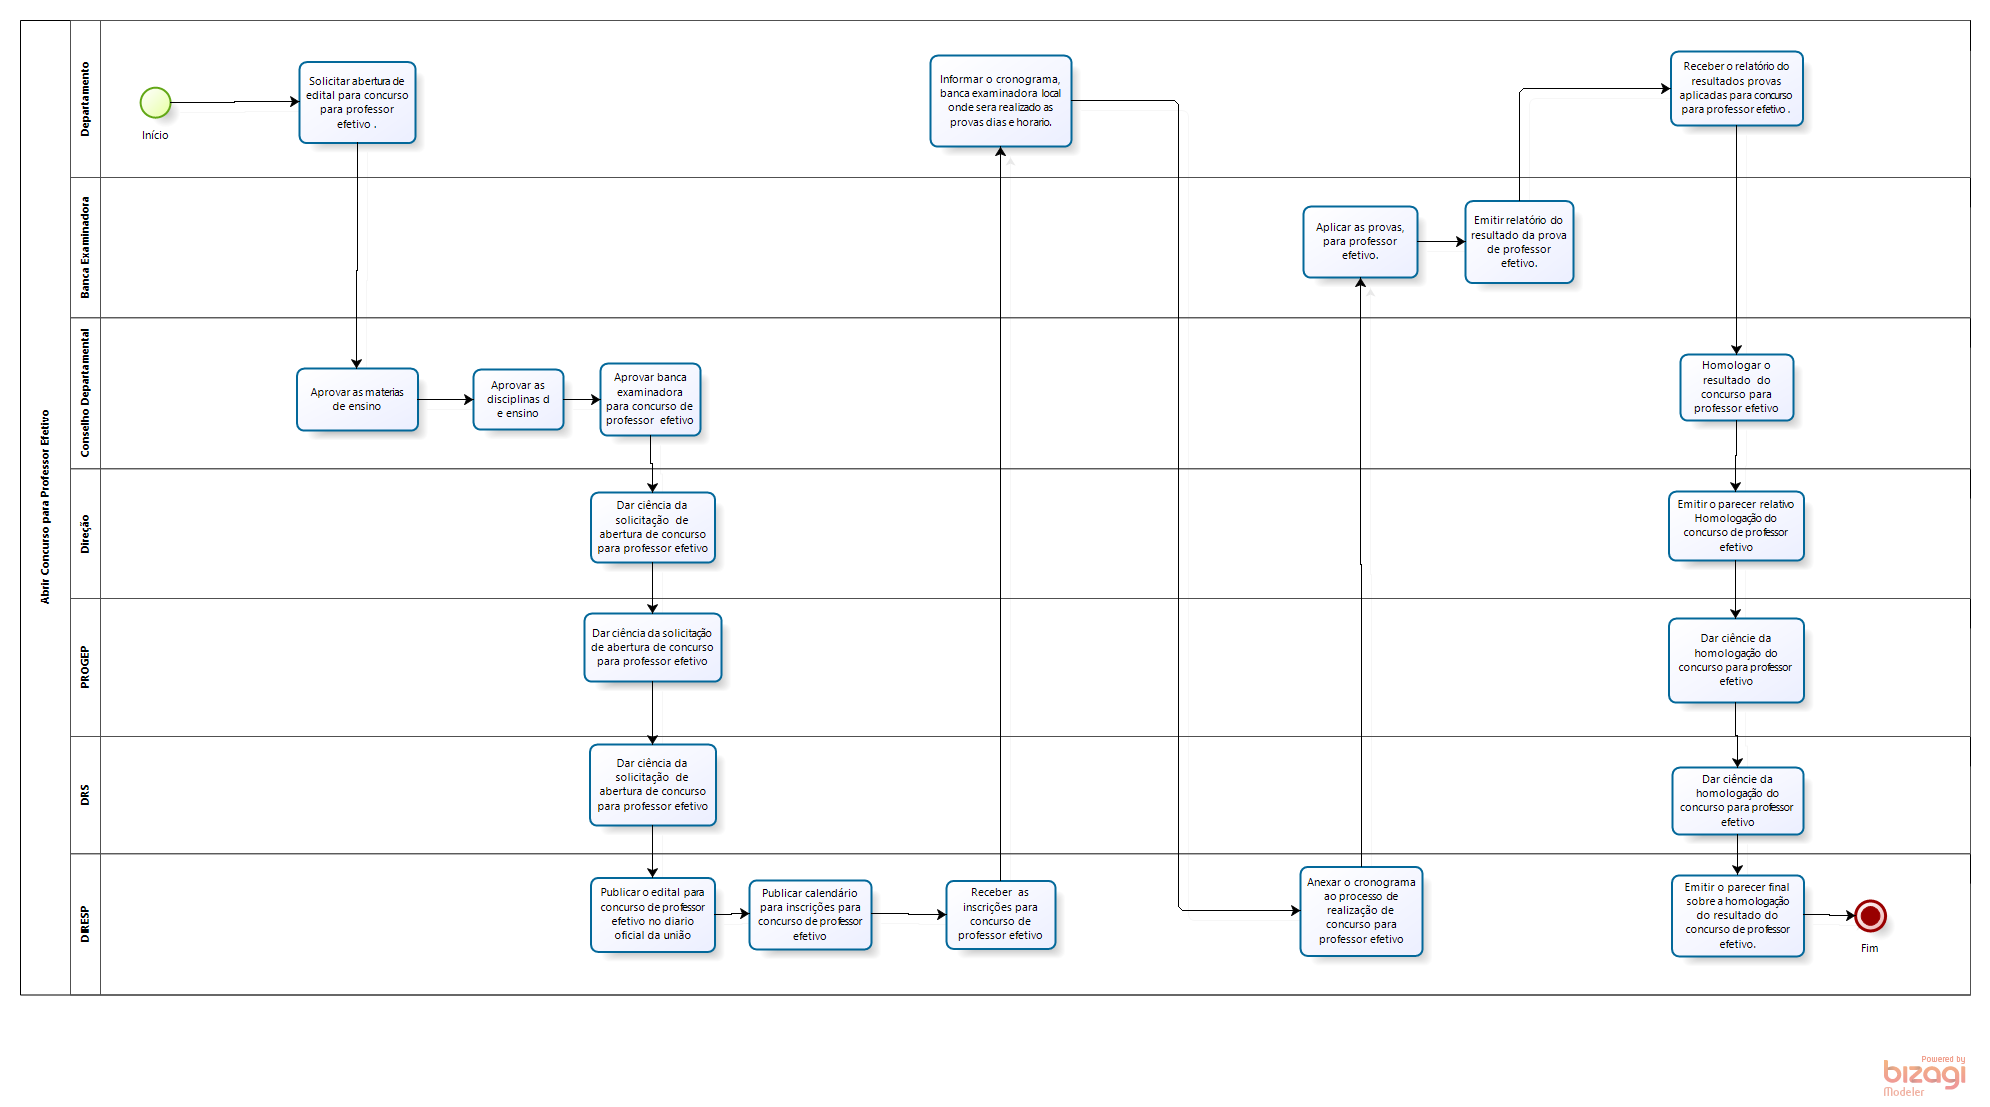 Abrir Concurso para Professor Efetivo
Departamento
Início
Solicitar abertura de
edital para concurso
para professor
efetivo .
Informar o cronograma,
banca examinadora local
onde sera realizado as
provas dias e horario.
Receber o relatório do
resultados provas
aplicadas para concurso
para professor efetivo .
Banca Examinadora
Aplicar as provas,
para professor
efetivo.
Emitir relatório do
resultado da prova
de professor
efetivo.
Conselho Departamental
Aprovar as materias
de ensino
Aprovar as
disciplinas d
e ensino
Aprovar banca
examinadora
para concurso de
professor efetivo
Homologar o
resultado do
concurso para
professor efetivo
Direção
Dar ciência da
solicitação de
abertura de concurso
para professor efetivo
Emitir o parecer relativo
Homologação do
concurso de professor
efetivo
PROGEP
Dar ciência da solicitação
de abertura de concurso
para professor efetivo
Dar ciêncie da
homologação do
concurso para professor
efetivo
DRS
Dar ciência da
solicitação de
abertura de concurso
para professor efetivo
Dar ciêncie da
homologação do
concurso para professor
efetivo
DIRESP
Publicar o edital para
concurso de professor
efetivo no diario
oficial da união
Publicar calendário
para inscrições para
concurso de professor
efetivo
Receber as
inscrições para
concurso de
professor efetivo
Anexar o cronograma
ao processo de
realização de
concurso para
professor efetivo
Emitir o parecer final
sobre a homologação
do resultado do
concurso de professor
efetivo.
Fim
Powered by
bizagi
Modeler